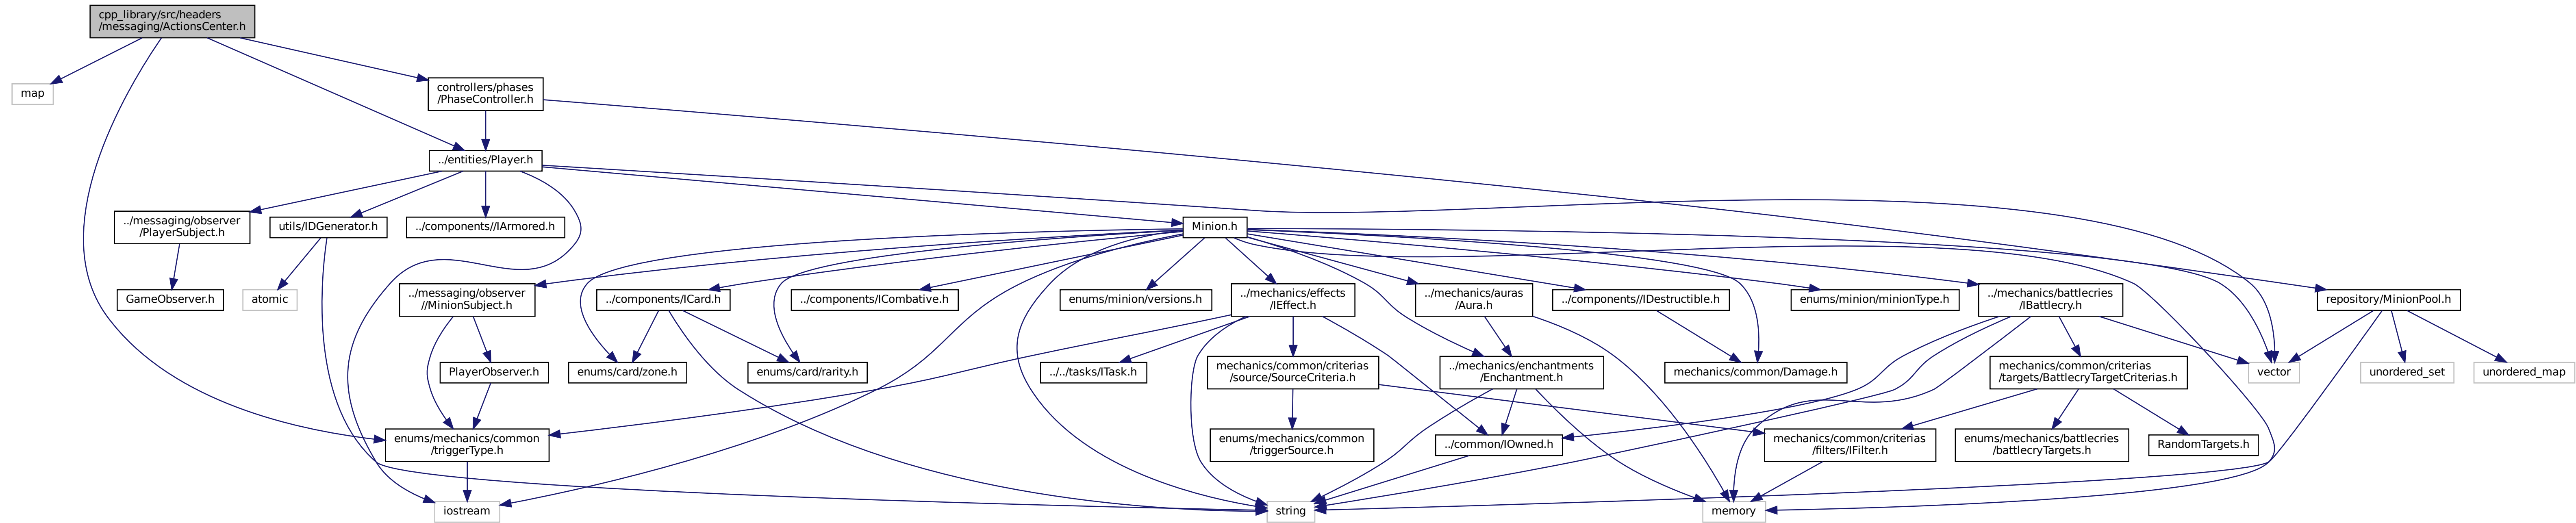 cpp_library/src/headers
/messaging/ActionsCenter.h
map
controllers/phases
/PhaseController.h
../entities/Player.h
../messaging/observer
/PlayerSubject.h
utils/IDGenerator.h
../components//IArmored.h
Minion.h
GameObserver.h
atomic
../messaging/observer
//MinionSubject.h
../components/ICard.h
../components/ICombative.h
enums/minion/versions.h
../mechanics/effects
/IEffect.h
../mechanics/auras
/Aura.h
../components//IDestructible.h
enums/minion/minionType.h
../mechanics/battlecries
/IBattlecry.h
repository/MinionPool.h
PlayerObserver.h
enums/card/zone.h
enums/card/rarity.h
../../tasks/ITask.h
mechanics/common/criterias
/source/SourceCriteria.h
../mechanics/enchantments
/Enchantment.h
mechanics/common/Damage.h
mechanics/common/criterias
/targets/BattlecryTargetCriterias.h
vector
unordered_set
unordered_map
enums/mechanics/common
/triggerType.h
enums/mechanics/common
/triggerSource.h
../common/IOwned.h
mechanics/common/criterias
/filters/IFilter.h
enums/mechanics/battlecries
/battlecryTargets.h
RandomTargets.h
iostream
string
memory